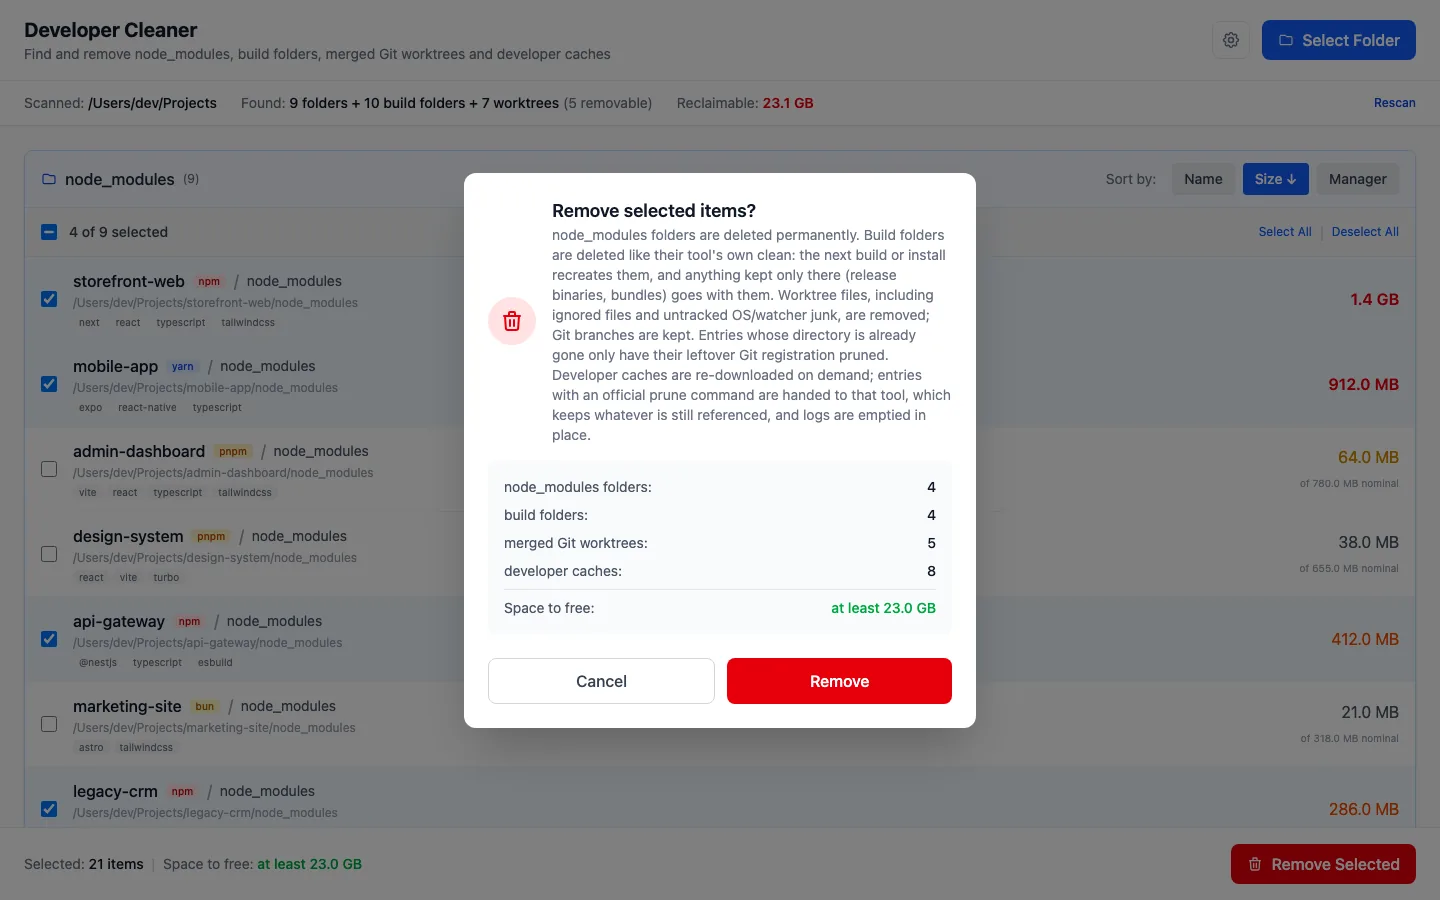 Developer Cleaner
Find and remove node_modules, build folders, merged Git worktrees and developer caches
Select Folder
Scanned: /Users/dev/Projects Found: 9 folders + 10 build folders + 7 worktrees (5 removable) Reclaimable: 23.1 GB
Rescan
node_modules (9)
Sort by: Name Size ↓ Manager
4 of 9 selected
Select All | Deselect All
storefront-web npm / node_modules
/Users/dev/Projects/storefront-web/node_modules
next react typescript tailwindcss
1.4 GB
mobile-app yarn / node_modules
/Users/dev/Projects/mobile-app/node_modules
expo react-native typescript
912.0 MB
admin-dashboard pnpm / node_modules
/Users/dev/Projects/admin-dashboard/node_modules
vite react typescript tailwindcss
64.0 MB
of 780.0 MB nominal
design-system pnpm / node_modules
/Users/dev/Projects/design-system/node_modules
react vite turbo
38.0 MB
of 655.0 MB nominal
api-gateway npm / node_modules
/Users/dev/Projects/api-gateway/node_modules
@nestjs typescript esbuild
412.0 MB
marketing-site bun / node_modules
/Users/dev/Projects/marketing-site/node_modules
astro tailwindcss
21.0 MB
of 318.0 MB nominal
legacy-crm npm / node_modules
/Users/dev/Projects/legacy-crm/node_modules
286.0 MB
Remove selected items?
node_modules folders are deleted permanently. Build folders
are deleted like their tool's own clean: the next build or install
recreates them, and anything kept only there (release
binaries, bundles) goes with them. Worktree files, including
ignored files and untracked OS/watcher junk, are removed;
Git branches are kept. Entries whose directory is already
gone only have their leftover Git registration pruned.
Developer caches are re-downloaded on demand; entries
with an official prune command are handed to that tool, which
keeps whatever is still referenced, and logs are emptied in
place.
node_modules folders: 4
build folders: 4
merged Git worktrees: 5
developer caches: 8
Space to free: at least 23.0 GB
Cancel
Remove
Selected: 21 items | Space to free: at least 23.0 GB
Remove Selected